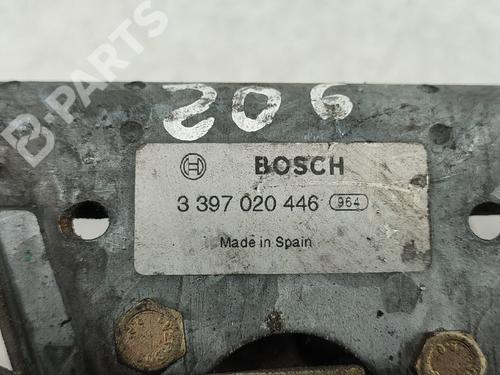 B-PARTS
206
BOSCH
3 397 020 446 964
Made in Spain